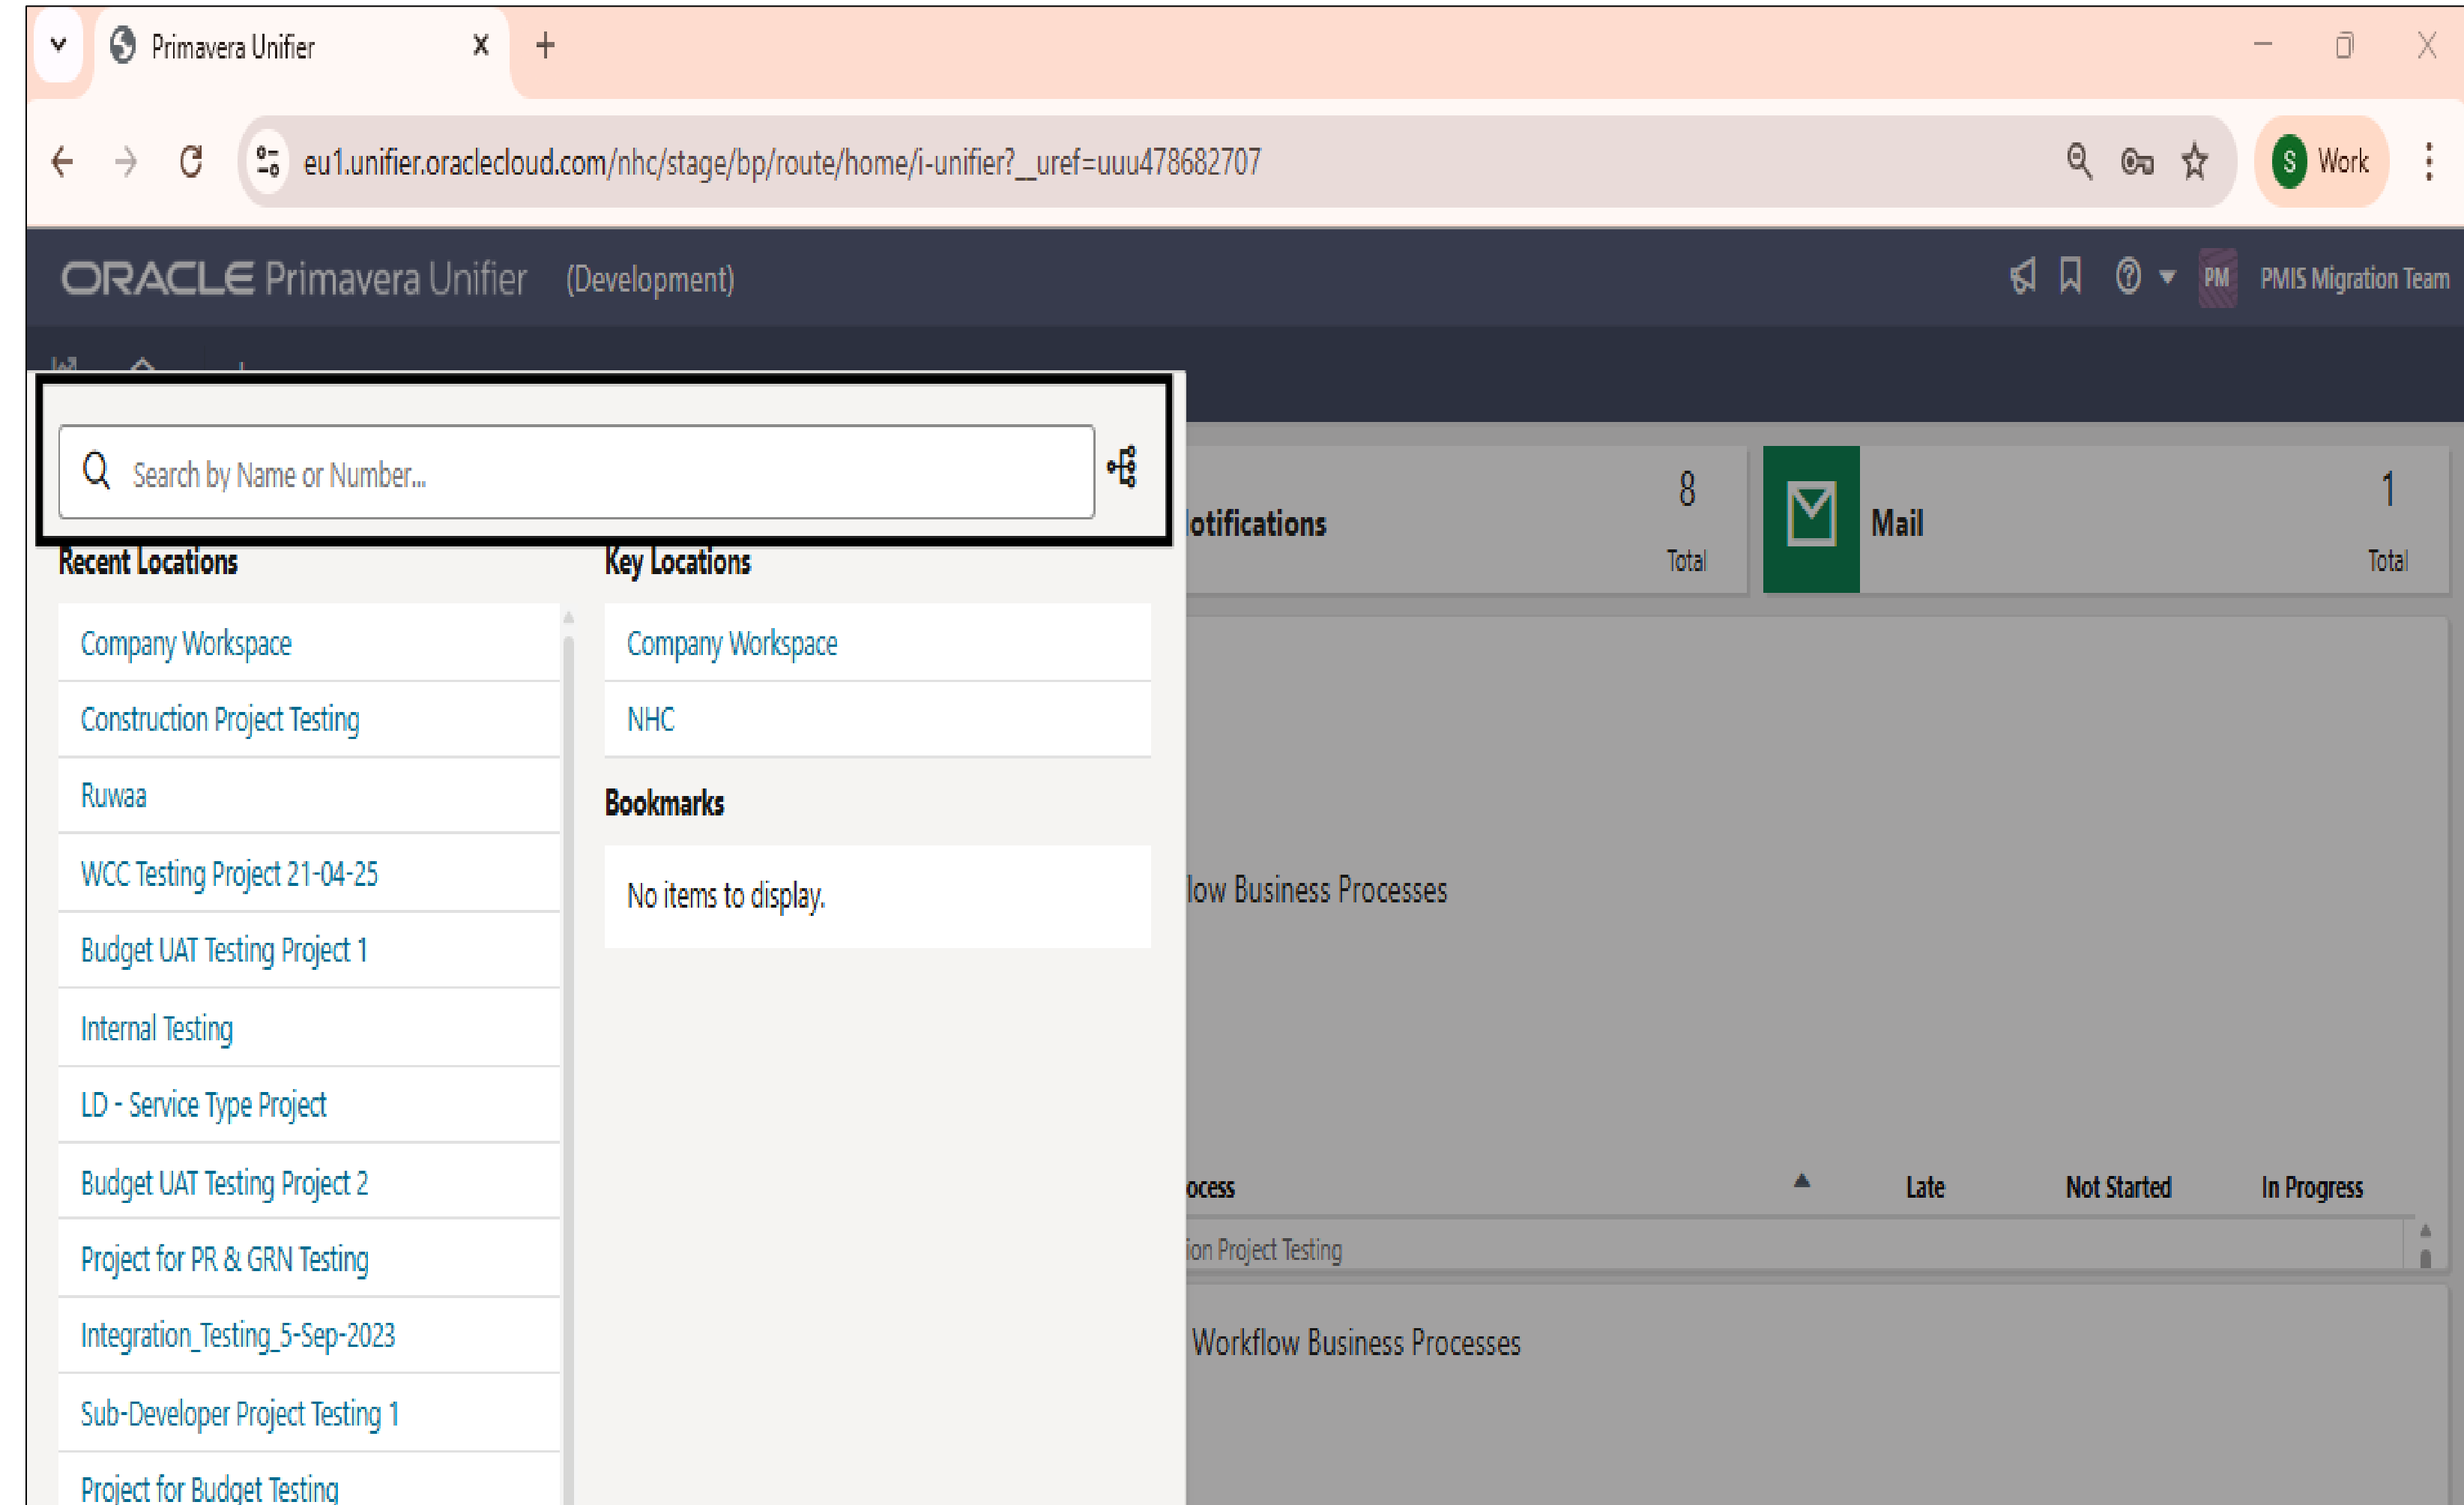 Primavera Unifier
eu1.unifier.oraclecloud.com/nhc/stage/bp/route/home/i-unifier?__uref=uuu478682707
S Work
ORACLE Primavera Unifier (Development)
PM PMIS Migration Team
Search by Name or Number...
Recent Locations
Company Workspace
Construction Project Testing
Ruwaa
WCC Testing Project 21-04-25
Budget UAT Testing Project 1
Internal Testing
LD - Service Type Project
Budget UAT Testing Project 2
Project for PR & GRN Testing
Integration_Testing_5-Sep-2023
Sub-Developer Project Testing 1
Project for Budget Testing
Key Locations
Company Workspace
NHC
Bookmarks
No items to display.
otifications
8
Total
Mail
1
Total
low Business Processes
ocess Late Not Started In Progress
ion Project Testing
Workflow Business Processes